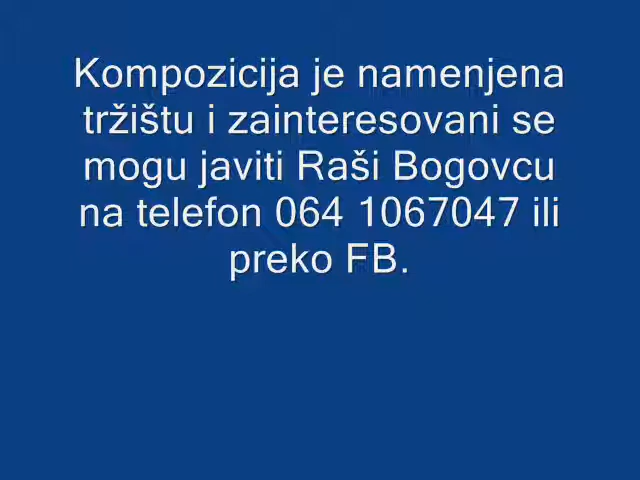 Kompozicija je namenjena
tržištu i zainteresovani se
mogu javiti Raši Bogovcu
na telefon 064 1067047 ili
preko FB.